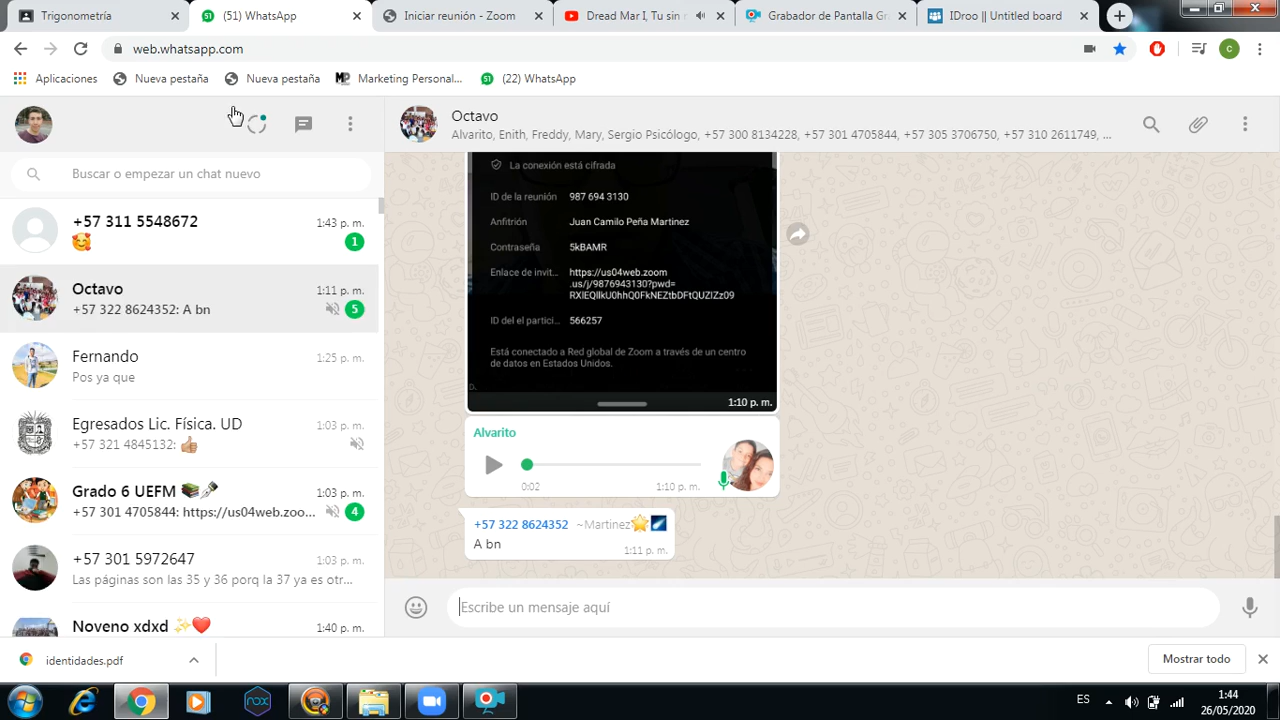 Trigonometría
(51) WhatsApp
Iniciar reunión - Zoom
Dread Mar I, Tu sin
Grabador de Pantalla Gr
IDroo || Untitled board
web.whatsapp.com
C
Aplicaciones
Nueva pestaña
Nueva pestaña
MP Marketing Personal...
(22) WhatsApp
Buscar o empezar un chat nuevo
+57 311 5548672
1:43 p. m.
1
Octavo
1:11 p. m.
+57 322 8624352: A bn
5
Fernando
1:25 p. m.
Pos ya que
Egresados Lic. Física. UD
1:03 p. m.
+57 321 4845132:
Grado 6 UEFM
1:03 p. m.
+57 301 4705844: https://us04web.zoo...
4
+57 301 5972647
1:03 p. m.
Las páginas son las 35 y 36 porq la 37 ya es otr...
Noveno xdxd
1:40 p. m.
Octavo
Alvarito, Enith, Freddy, Mary, Sergio Psicólogo, +57 300 8134228, +57 301 4705844, +57 305 3706750, +57 310 2611749, ...
La conexión está cifrada
ID de la reunión 987 694 3130
Anfitrión Juan Camilo Peña Martinez
Contraseña 5kBAMR
Enlace de invit... https://us04web.zoom
.us/j/9876943130?pwd=
RXlEQllkU0hhQ0FkNEZtbDFtQUZIZz09
ID del el partici... 566257
Está conectado a Red global de Zoom a través de un centro
de datos en Estados Unidos.
D.
1:10 p. m.
Alvarito
0:02
1:10 p. m.
+57 322 8624352 ~Martinez
A bn
1:11 p. m.
Escribe un mensaje aquí
identidades.pdf
Mostrar todo
nox
ES
1:44
26/05/2020